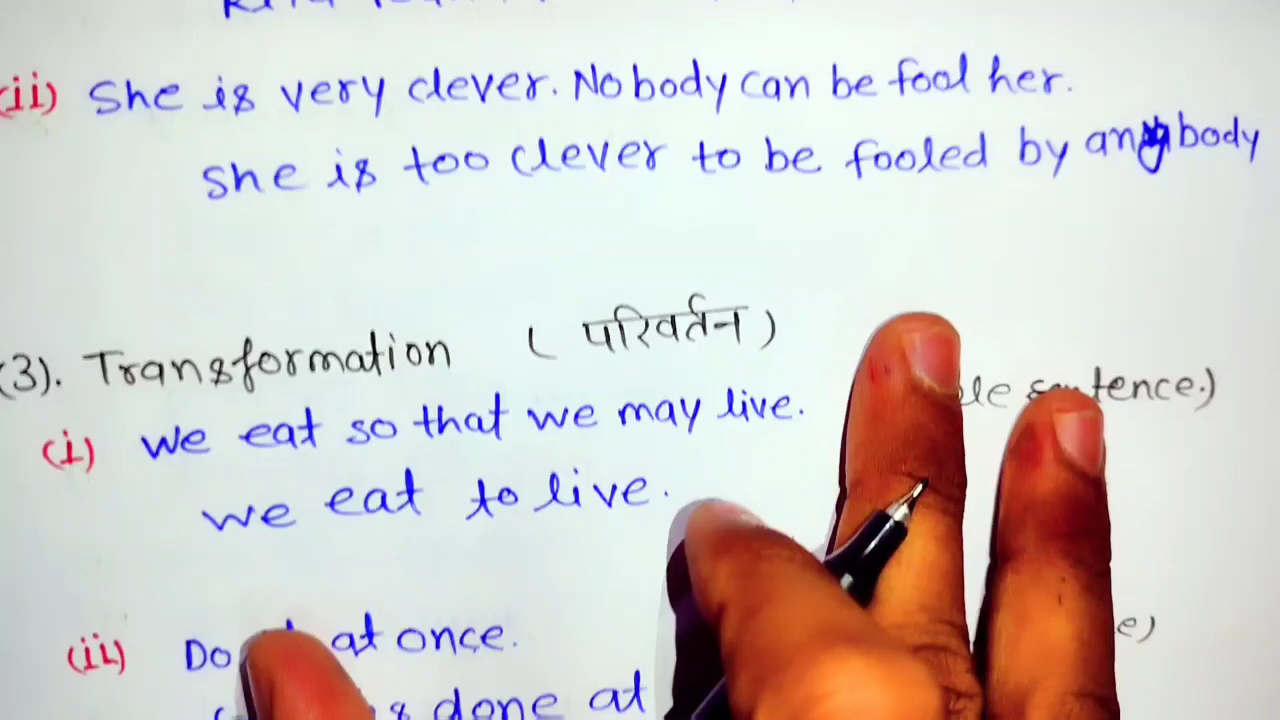 (ii) She is very clever. Nobody can be fool her.
she is too clever to be fooled by anybody
(3). Transformation ( परिवर्तन )
sentence.)
(i) We eat so that we may live.
we eat to live.
(ii) Do at once.
done at